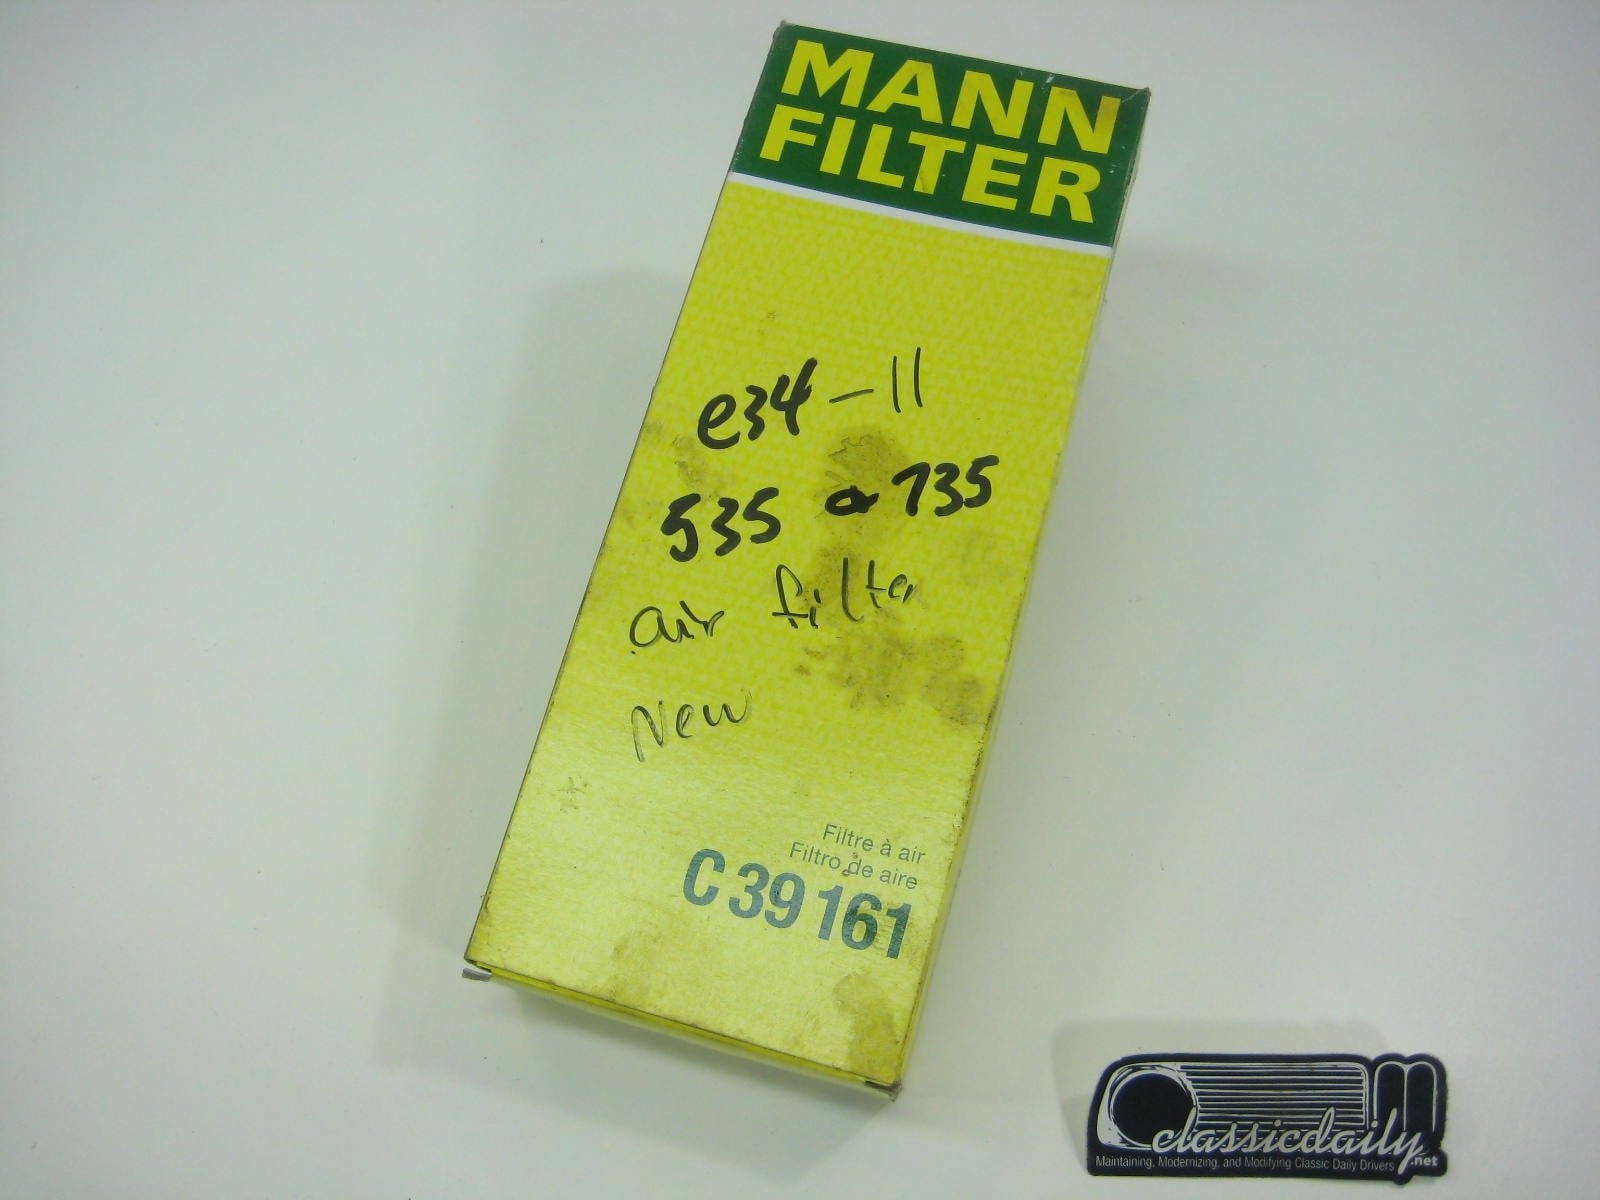 MANN
FILTER
e34-11
535 or 735
air filter
New
Filtre à air
Filtro de aire
C 39 161
classicdaily
.net
Maintaining, Modernizing, and Modifying Classic Daily Drivers